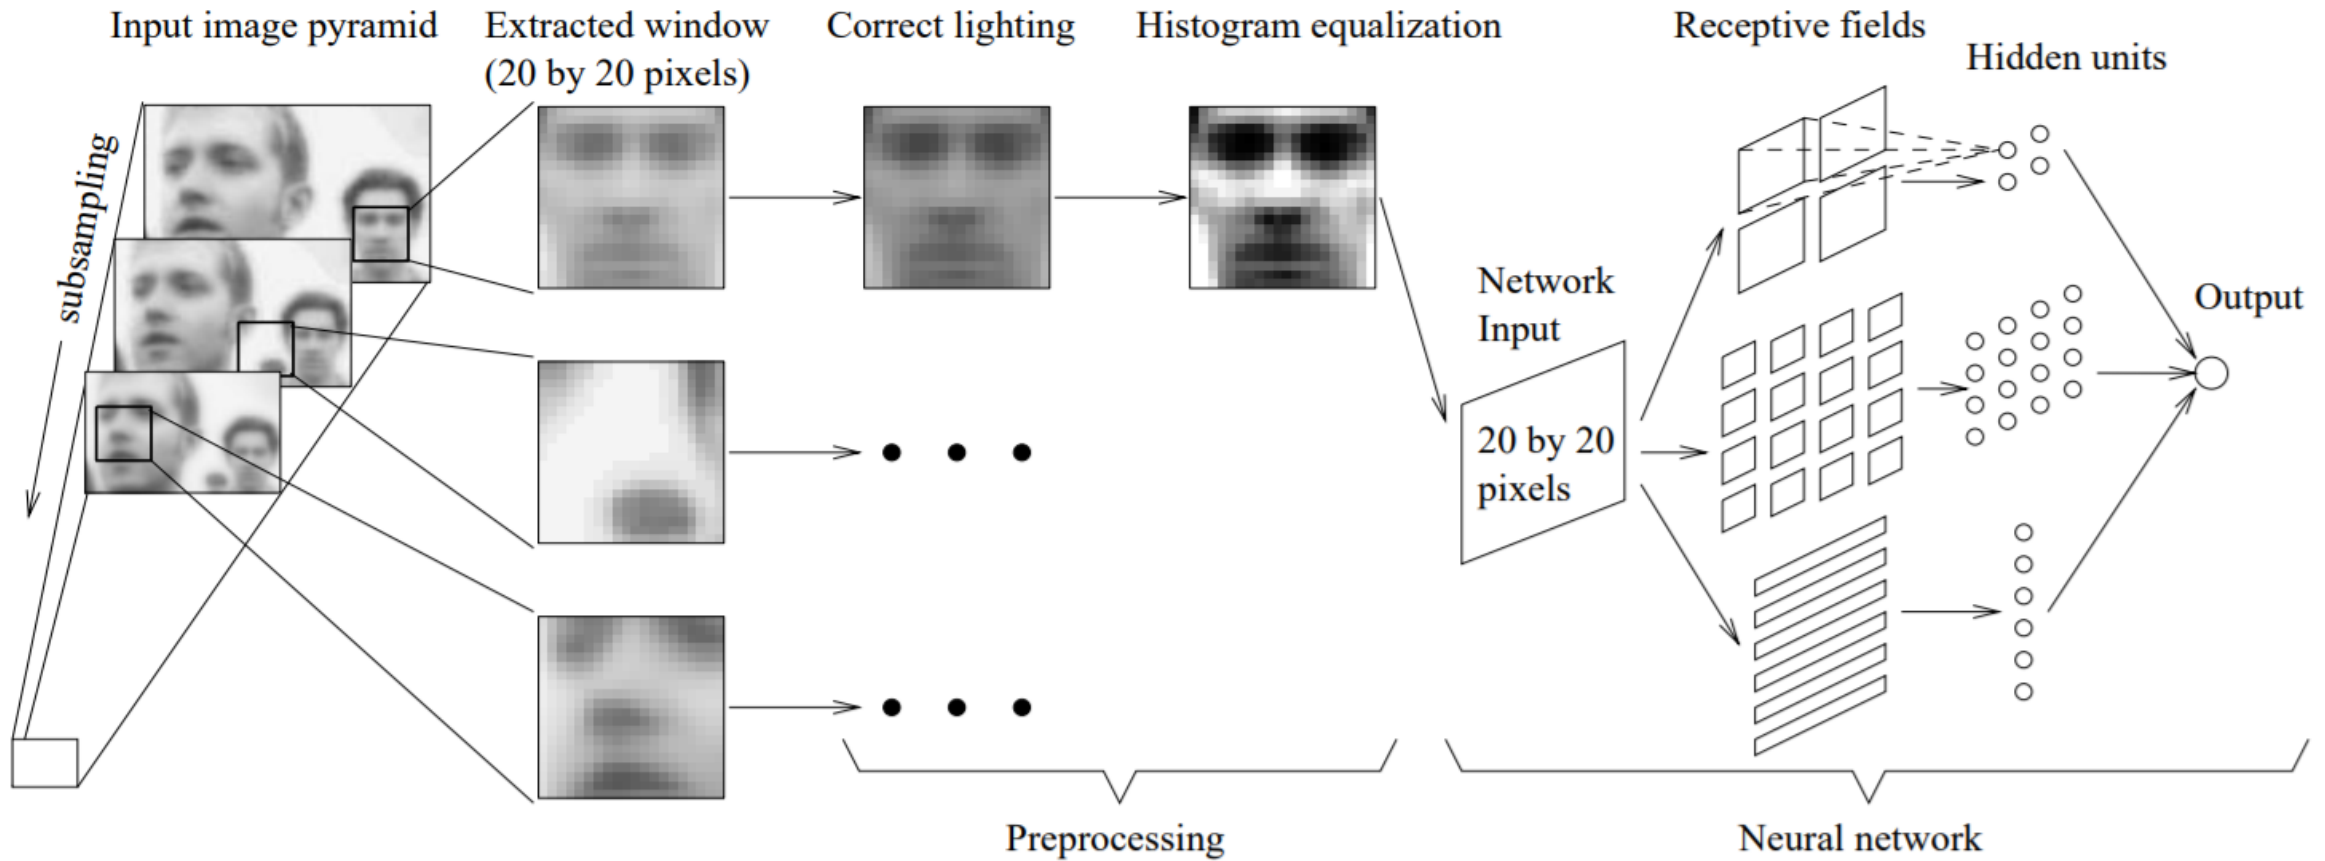 Input image pyramid
Extracted window
(20 by 20 pixels)
Correct lighting
Histogram equalization
Receptive fields
Hidden units
subsampling
Network
Input
Output
20 by 20
pixels
Preprocessing
Neural network